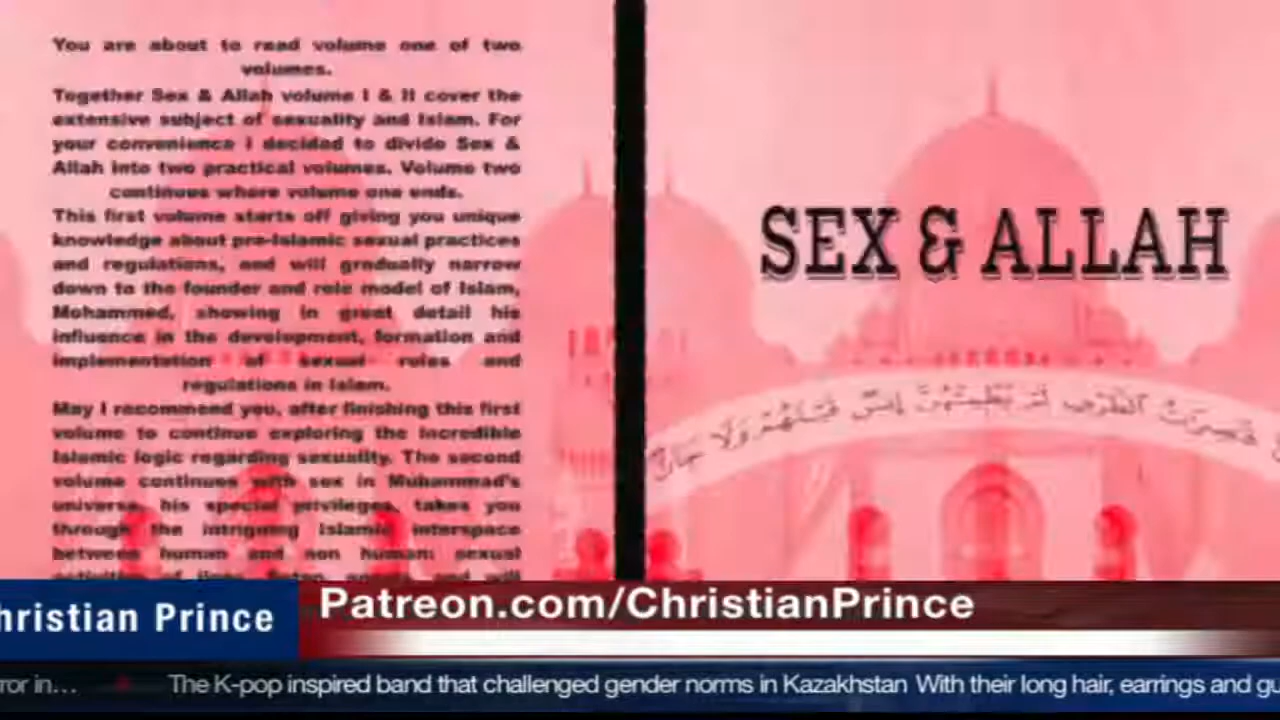 You are about to read volume one of two
volumes.
Together Sex & Allah volume I & II cover the
extensive subject of sexuality and Islam. For
your convenience I decided to divide Sex &
Allah into two practical volumes. Volume two
continues where volume one ends.
This first volume starts off giving you unique
knowledge about pre-Islamic sexual practices
and regulations, and will gradually narrow
down to the founder and role model of Islam,
Mohammed, showing in great detail his
influence in the development, formation and
implementation of sexual roles and
regulations in Islam.
May I recommend you, after finishing this first
volume to continue exploring the incredible
Islamic logic regarding sexuality. The second
volume continues with sex in Muhammad's
universe, his special privileges, takes you
through the intriguing Islamic interspace
between human and non human: sexual
and will
SEX & ALLAH
قَصِرَتُ الطَّرْفِ لَمْ يَطْمِثْهُنَّ إِنسٌ قَبْلَهُمْ وَلَا جَانٌّ
hristian Prince
Patreon.com/ChristianPrince
ror in...
The K-pop inspired band that challenged gender norms in Kazakhstan With their long hair, earrings and gu